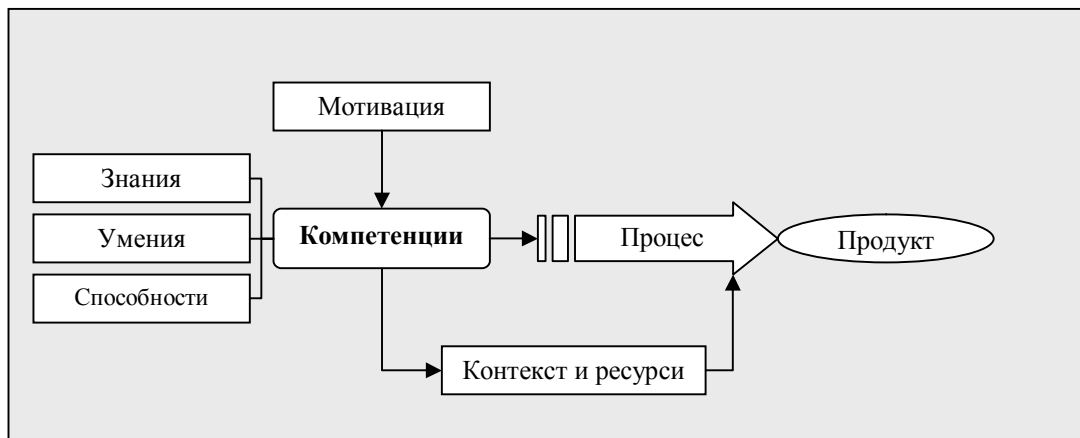 Мотивация
Знания
Умения
Способности
Компетенции
Процес
Продукт
Контекст и ресурси